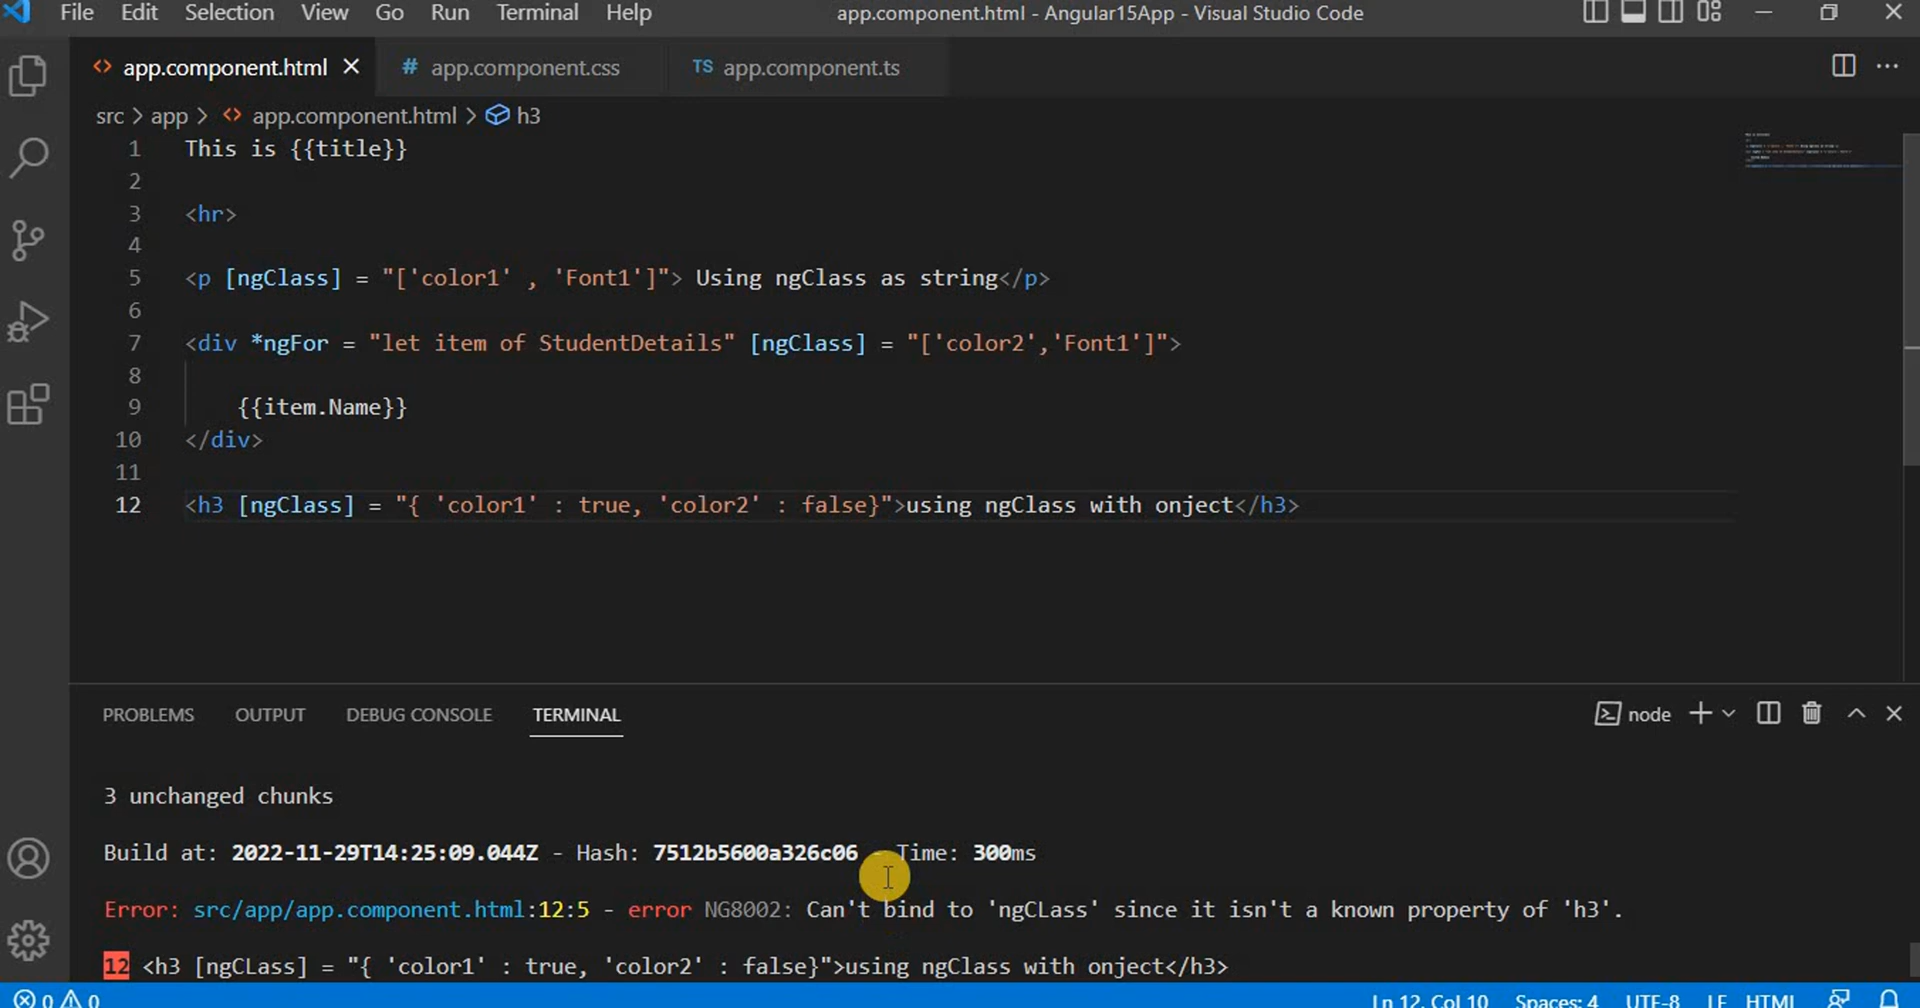 File Edit Selection View Go Run Terminal Help app.component.html - Angular15App - Visual Studio Code
<> app.component.html # app.component.css TS app.component.ts
src > app > <> app.component.html > h3
1 This is {{title}}
2
3 <hr>
4
5 <p [ngClass] = "['color1' , 'Font1']"> Using ngClass as string</p>
6
7 <div *ngFor = "let item of StudentDetails" [ngClass] = "['color2','Font1']">
8
9 {{item.Name}}
10 </div>
11
12 <h3 [ngClass] = "{ 'color1' : true, 'color2' : false}">using ngClass with onject</h3>
PROBLEMS OUTPUT DEBUG CONSOLE TERMINAL node
3 unchanged chunks
Build at: 2022-11-29T14:25:09.044Z - Hash: 7512b5600a326c06 - Time: 300ms
Error: src/app/app.component.html:12:5 - error NG8002: Can't bind to 'ngCLass' since it isn't a known property of 'h3'.
12 <h3 [ngCLass] = "{ 'color1' : true, 'color2' : false}">using ngClass with onject</h3>
0 0 Ln 12, Col 10 Spaces: 4 UTF-8 LF HTML